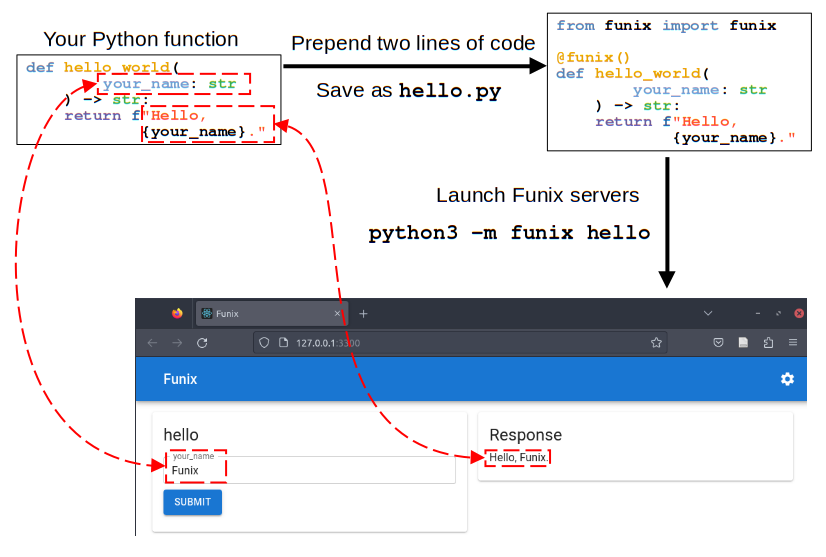 Your Python function
def hello_world(
your_name: str
) -> str:
return f"Hello,
{your_name}."
Prepend two lines of code
Save as hello.py
from funix import funix
@funix()
def hello_world(
your_name: str
) -> str:
return f"Hello,
{your_name}."
Launch Funix servers
python3 -m funix hello
Funix
127.0.0.1:3300
Funix
hello
your_name
Funix
SUBMIT
Response
Hello, Funix.